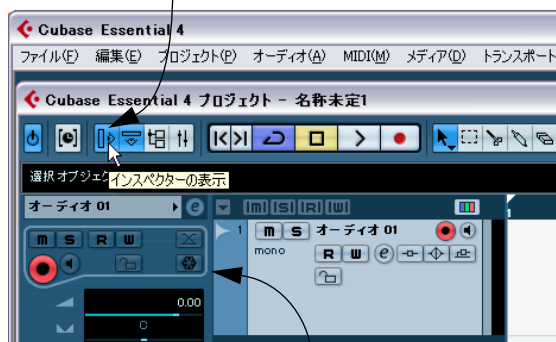 Cubase Essential 4
ファイル(F) 編集(E) プロジェクト(P) オーディオ(A) MIDI(M) メディア(D) トランスポート
Cubase Essential 4 プロジェクト - 名称未定1
選択オブジェク
インスペクターの表示
オーディオ 01 e M S R W
M S R W
1 M S オーディオ 01
mono R W e
0.00
C